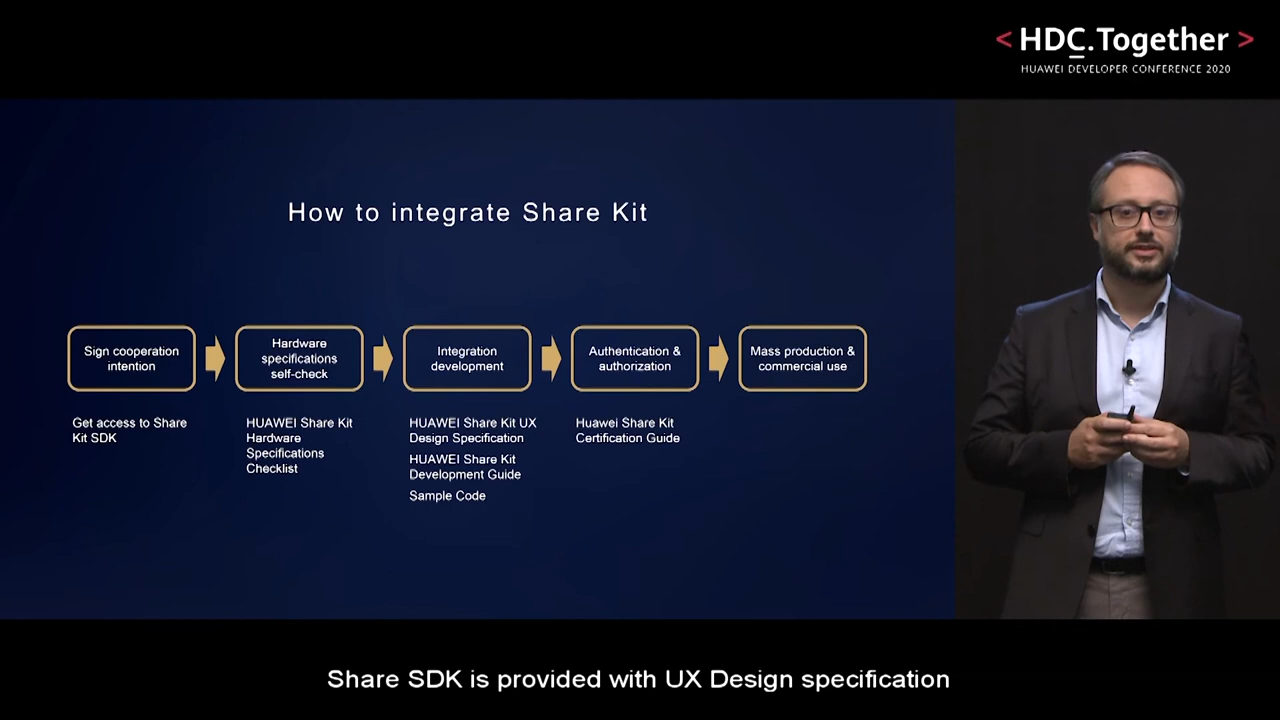 < HDC.Together >
HUAWEI DEVELOPER CONFERENCE 2020
How to integrate Share Kit
Sign cooperation
intention
Hardware
specifications
self-check
Integration
development
Authentication &
authorization
Mass production &
commercial use
Get access to Share
Kit SDK
HUAWEI Share Kit
Hardware
Specifications
Checklist
HUAWEI Share Kit UX
Design Specification
HUAWEI Share Kit
Development Guide
Sample Code
Huawei Share Kit
Certification Guide
Share SDK is provided with UX Design specification